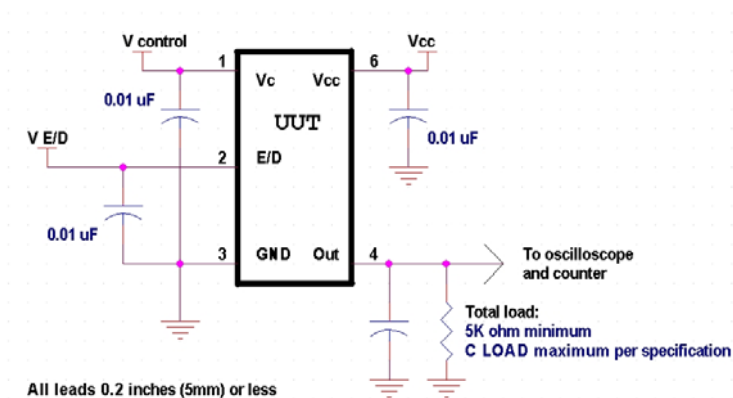 V control
Vcc
1
6
Vc
Vcc
0.01 uF
UUT
0.01 uF
V E/D
2
E/D
0.01 uF
3
GND
Out
4
To oscilloscope
and counter
Total load:
5K ohm minimum
C LOAD maximum per specification
All leads 0.2 inches (5mm) or less